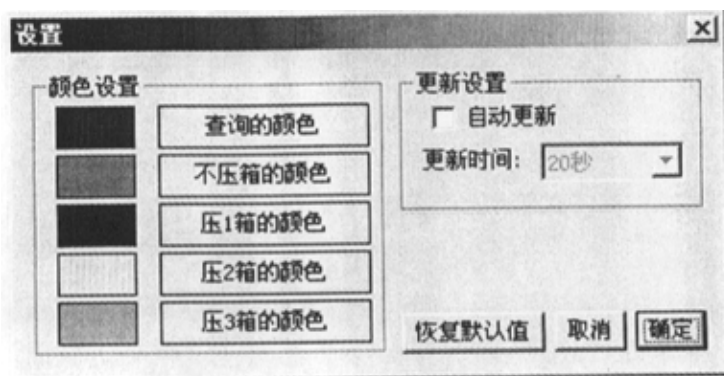 设置
颜色设置
查询的颜色
不压箱的颜色
压1箱的颜色
压2箱的颜色
压3箱的颜色
更新设置
自动更新
更新时间: 20秒
恢复默认值 取消 确定